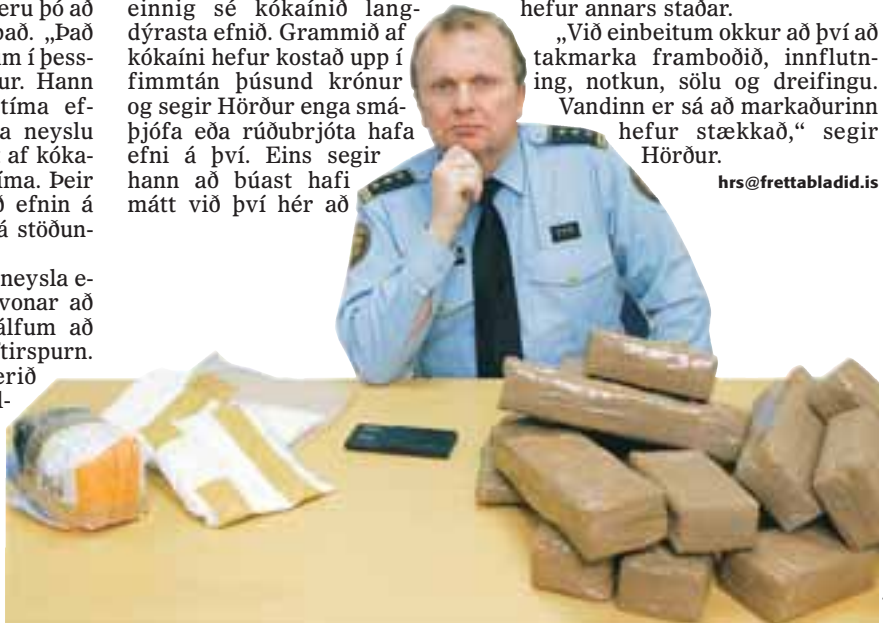 eru þó að
það. „Það
m í þess-
ur. Hann
tíma ef-
a neyslu
af kóka-
íma. Þeir
ð efnin á
á stöðun-
neysla e-
vonar að
álfum að
tirspurn.
erið
l-
einnig sé kókaínið lang-
dýrasta efnið. Grammið af
kókaíni hefur kostað upp í
fimmtán þúsund krónur
og segir Hörður enga smá-
þjófa eða rúðubrjóta hafa
efni á því. Eins segir
hann að búast hafi
mátt við því hér að
hefur annars staðar.
„Við einbeitum okkur að því að
takmarka framboðið, innflutn-
ing, notkun, sölu og dreifingu.
Vandinn er sá að markaðurinn
hefur stækkað,“ segir
Hörður.
hrs@frettabladid.is